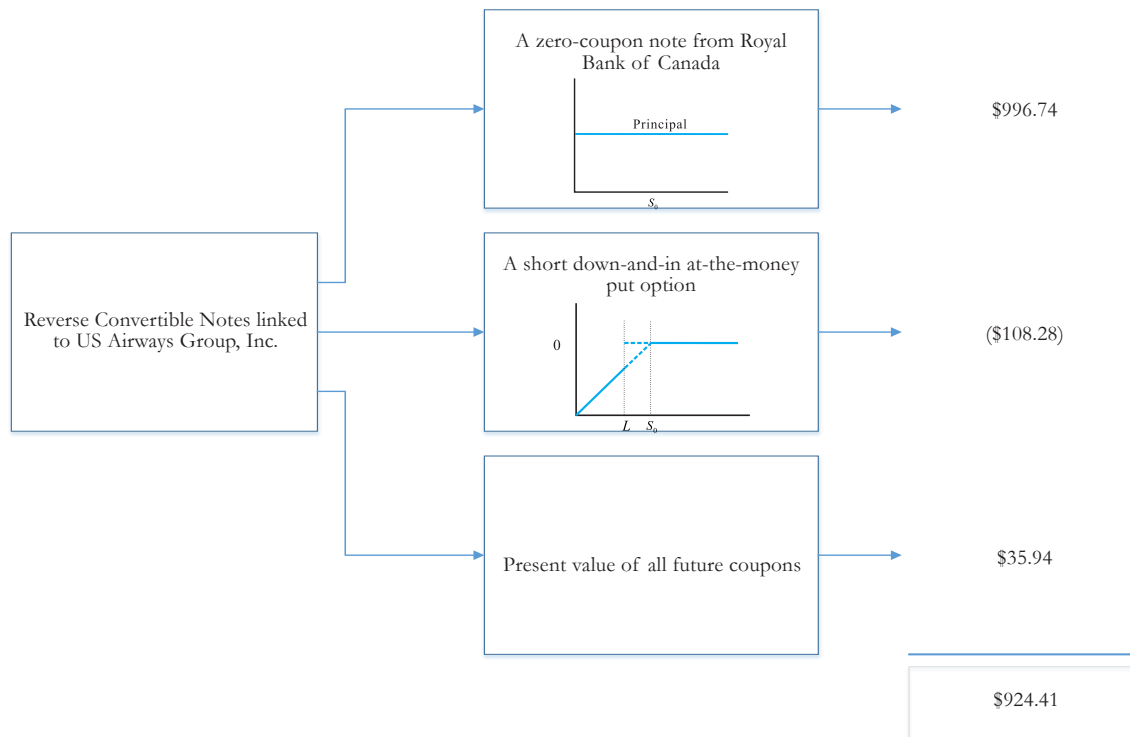 A zero-coupon note from Royal
Bank of Canada
Principal
S₀
$996.74
Reverse Convertible Notes linked
to US Airways Group, Inc.
A short down-and-in at-the-money
put option
0
L S₀
($108.28)
Present value of all future coupons
$35.94
$924.41